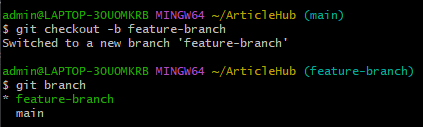 admin@LAPTOP-3OUOMKRB MINGW64 ~/ArticleHub (main)
$ git checkout -b feature-branch
Switched to a new branch 'feature-branch'
admin@LAPTOP-3OUOMKRB MINGW64 ~/ArticleHub (feature-branch)
$ git branch
* feature-branch
main